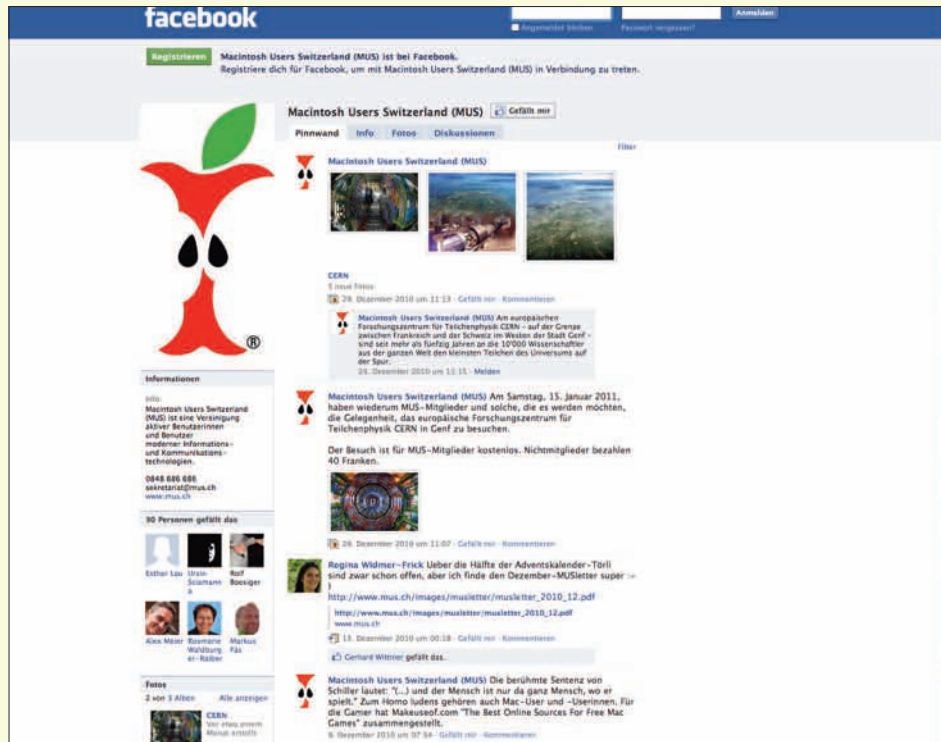 facebook
Angemeldet bleiben
Passwort vergessen?
Anmelden
Registrieren
Macintosh Users Switzerland (MUS) ist bei Facebook.
Registriere dich für Facebook, um mit Macintosh Users Switzerland (MUS) in Verbindung zu treten.
Macintosh Users Switzerland (MUS)
Gefällt mir
Pinnwand Info Fotos Diskussionen
Filter
®
Informationen
Info:
Macintosh Users Switzerland
(MUS) ist eine Versinigung
aktiver Benutzerinnen
und Benutzer
moderner Informations-
und Kommunikations-
technologien.
0848 686 686
sekretariat@mus.ch
www.mus.ch
90 Personen gefällt das
Esther Lau
Ursin
Rolf
Boesiger
Alex Meier
Rosmarie
Waldburg
er-Raiber
Markus
Fäs
Fotos
2 von 3 Alben Alle anzeigen
CERN
Vor etwa einem
Monat erstellt
Macintosh Users Switzerland (MUS)
CERN
5 neue Fotos
29. Dezember 2010 um 11:13 · Gefällt mir · Kommentieren
Macintosh Users Switzerland (MUS) Am europäischen
Forschungszentrum für Teilchenphysik CERN – auf der Grenze
zwischen Frankreich und der Schweiz im Westen der Stadt Genf –
sind seit mehr als fünfzig Jahren an die 10'000 Wissenschaftler
aus der ganzen Welt den kleinsten Teilchen des Universums auf
der Spur.
29. Dezember 2010 um 11:15 · Melden
Macintosh Users Switzerland (MUS) Am Samstag, 15. Januar 2011,
haben wiederum MUS-Mitglieder und solche, die es werden möchten,
die Gelegenheit, das europäische Forschungszentrum für
Teilchenphysik CERN in Genf zu besuchen.
Der Besuch ist für MUS-Mitglieder kostenlos. Nichtmitglieder bezahlen
40 Franken.
29. Dezember 2010 um 11:07 · Gefällt mir · Kommentieren
Regina Widmer-Frick Ueber die Hälfte der Adventskalender-Törli
sind zwar schon offen, aber ich finde den Dezember-MUSletter super :-
)
http://www.mus.ch/images/musletter/musletter_2010_12.pdf
http://www.mus.ch/images/musletter/musletter_2010_12.pdf
www.mus.ch
13. Dezember 2010 um 00:18 · Gefällt mir · Kommentieren
Gerhard Wittmer gefällt das.
Macintosh Users Switzerland (MUS) Die berühmte Sentenz von
Schiller lautet: "(...) und der Mensch ist nur da ganz Mensch, wo er
spielt." Zum Homo ludens gehören auch Mac-User und -Userinnen. Für
die Gamer hat Makeuseof.com "The Best Online Sources For Free Mac
Games" zusammengestellt.
9. Dezember 2010 um 07:54 · Gefällt mir · Kommentieren